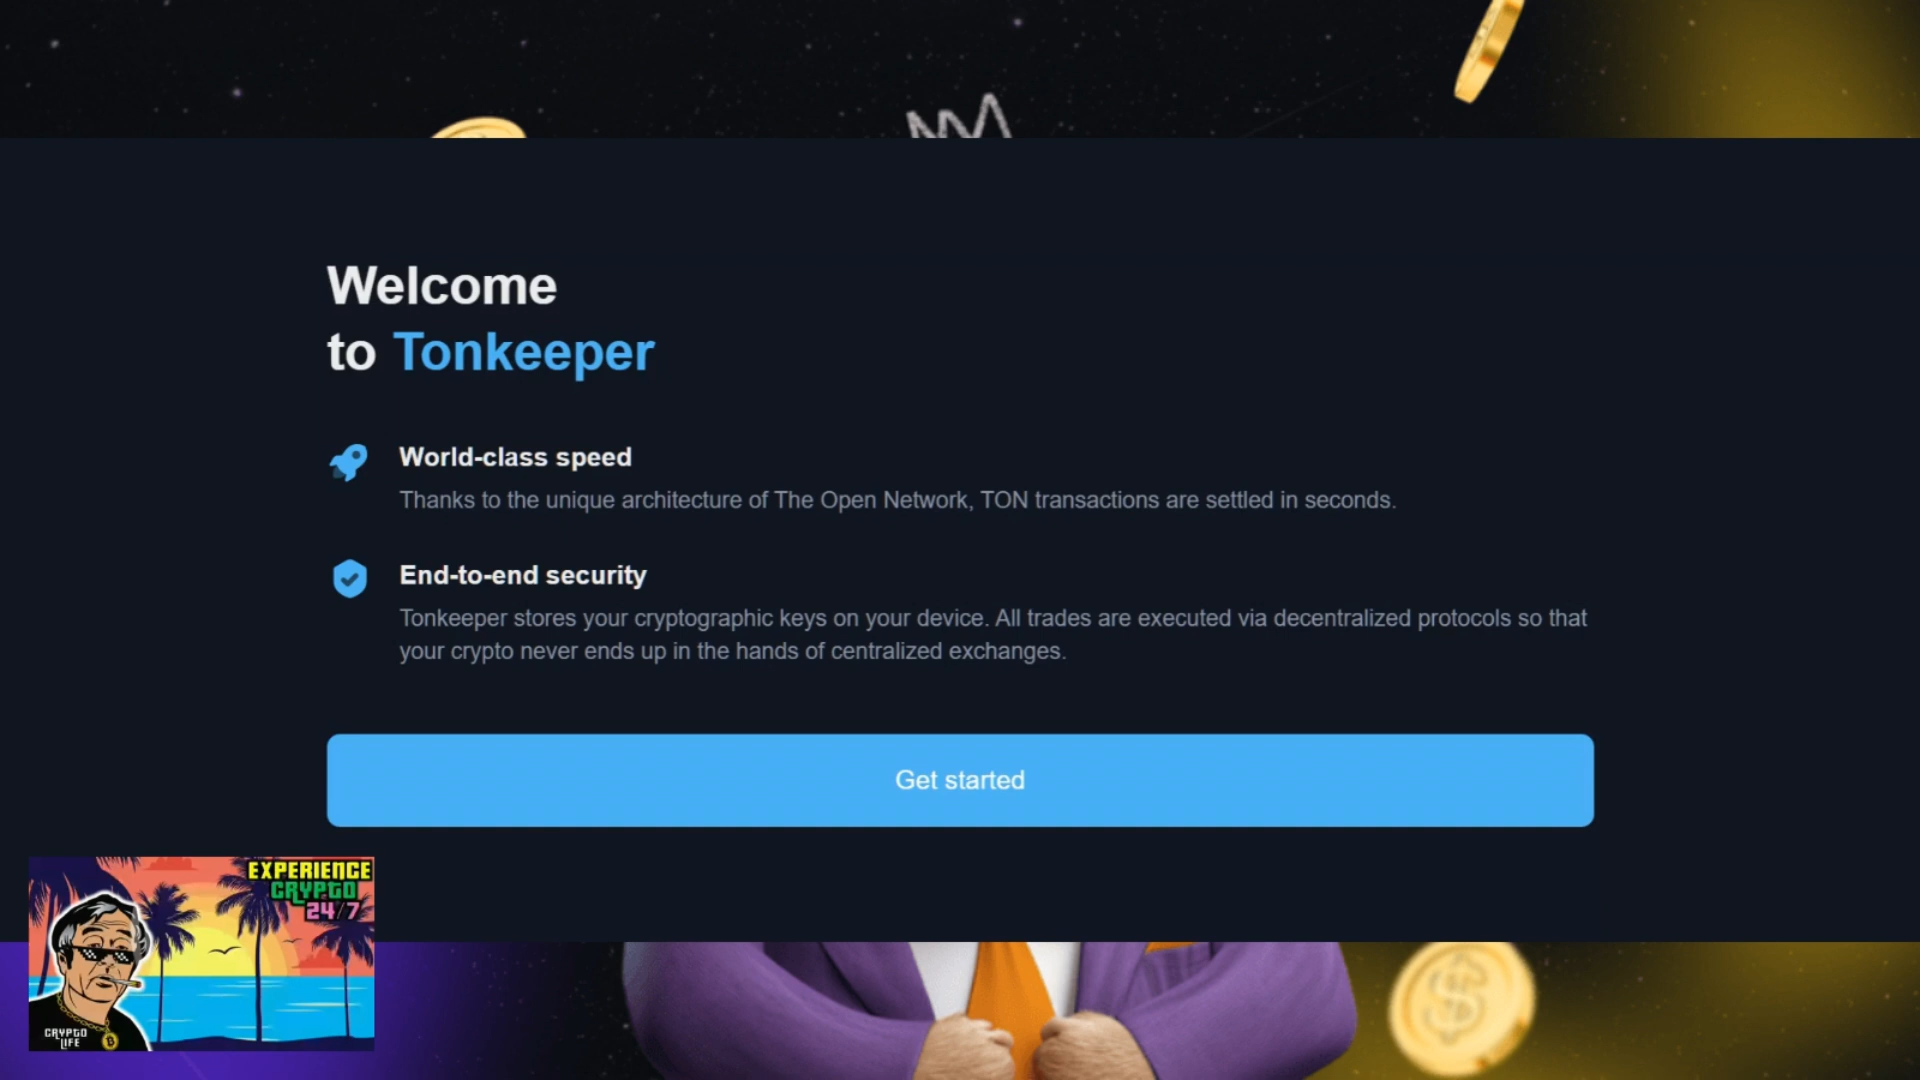 Welcome
to Tonkeeper
World-class speed
Thanks to the unique architecture of The Open Network, TON transactions are settled in seconds.
End-to-end security
Tonkeeper stores your cryptographic keys on your device. All trades are executed via decentralized protocols so that
your crypto never ends up in the hands of centralized exchanges.
Get started
EXPERIENCE
CRYPTO
24/7
CRYPTO
LIFE